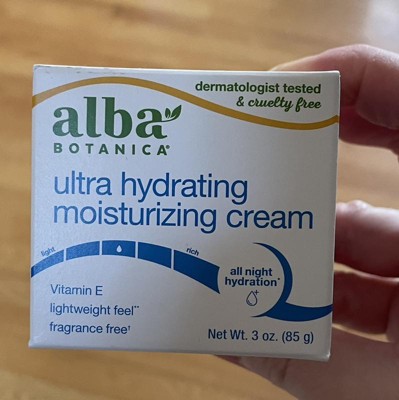 dermatologist tested
& cruelty free
alba
BOTANICA®
ultra hydrating
moisturizing cream
light
rich
all night
hydration*
Vitamin E
lightweight feel**
fragrance free†
Net Wt. 3 oz. (85 g)